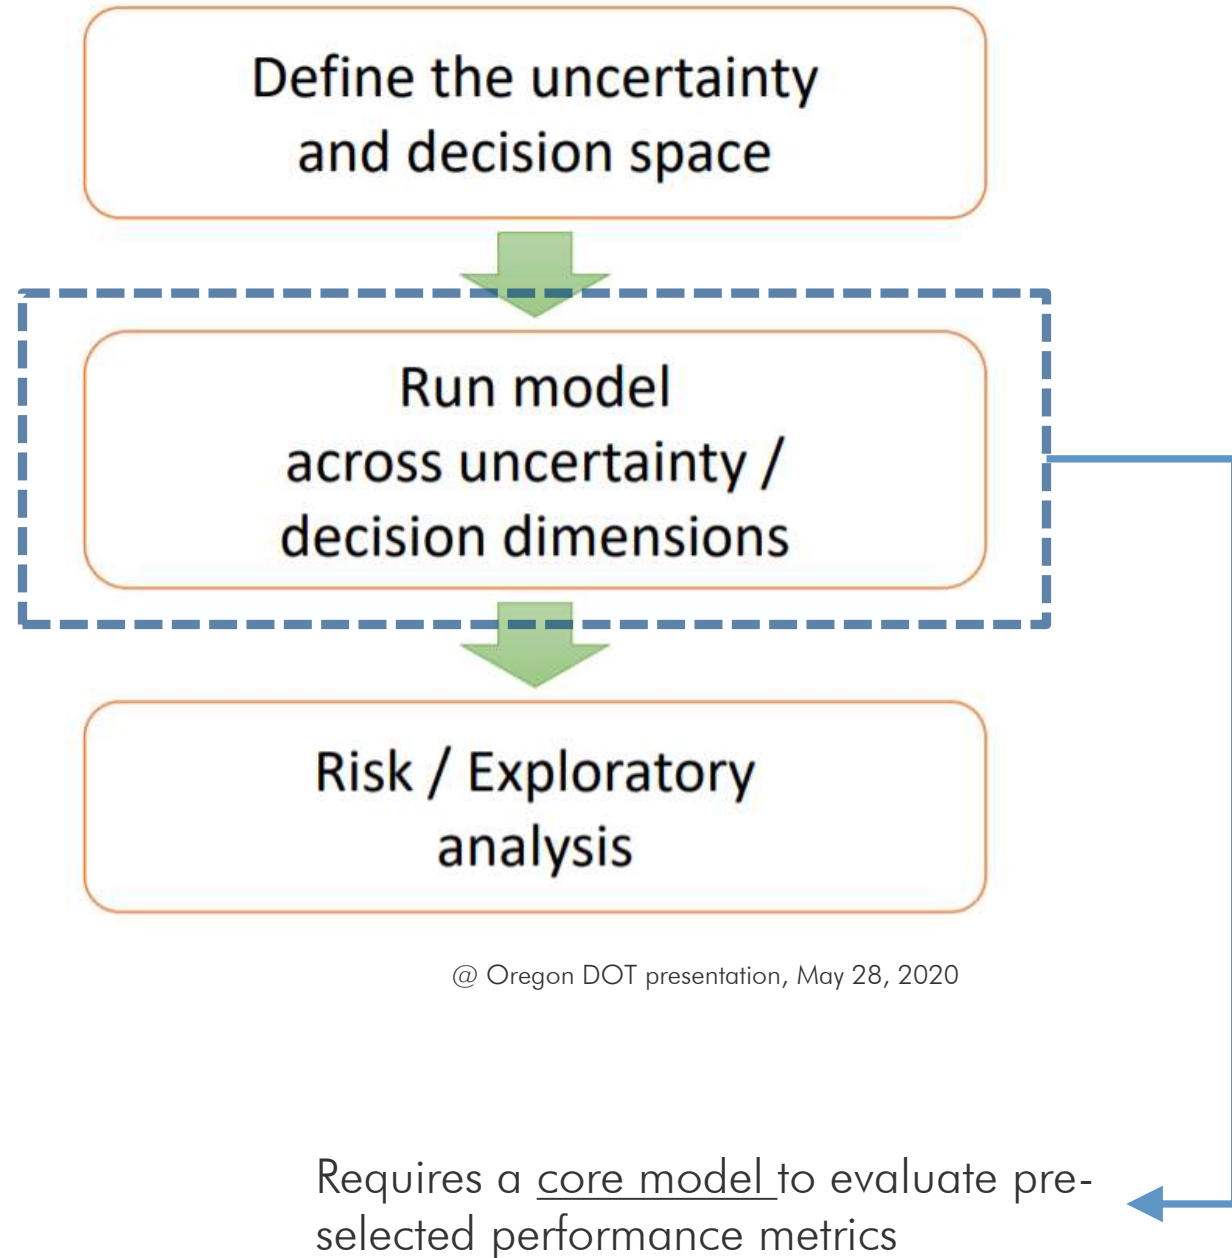 Define the uncertainty
and decision space
Run model
across uncertainty /
decision dimensions
Risk / Exploratory
analysis
@ Oregon DOT presentation, May 28, 2020
Requires a core model to evaluate pre-
selected performance metrics